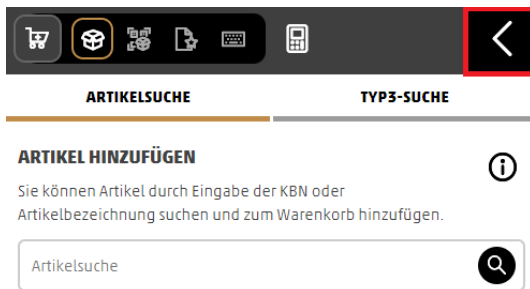 ARTIKELSUCHE TYP3-SUCHE
ARTIKEL HINZUFÜGEN
Sie können Artikel durch Eingabe der KBN oder
Artikelbezeichnung suchen und zum Warenkorb hinzufügen.
Artikelsuche